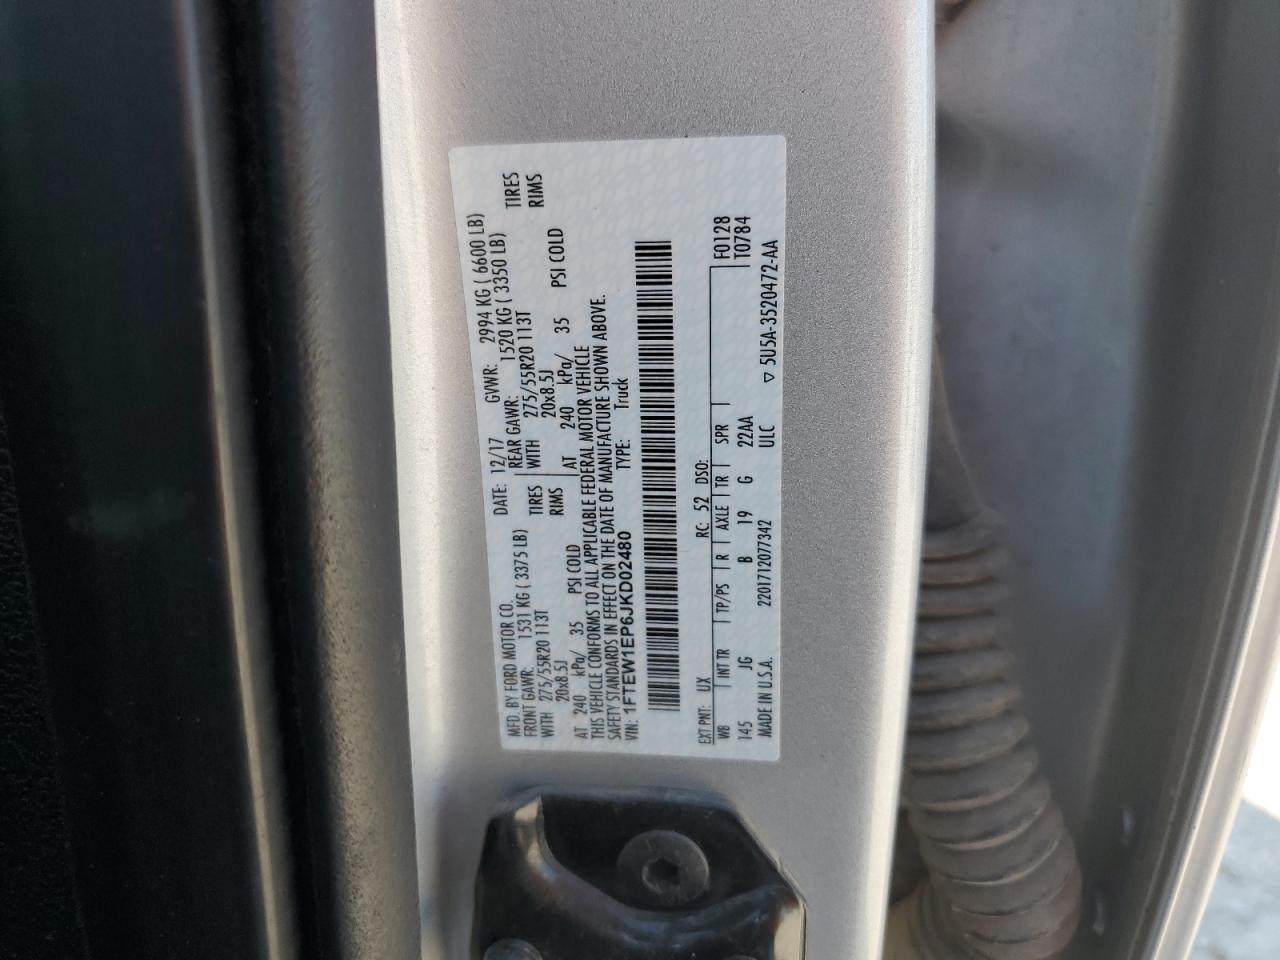 MFD. BY FORD MOTOR CO. DATE: 12/17 GVWR: 2994 KG ( 6600 LB)
FRONT GAWR: 1531 KG ( 3375 LB) REAR GAWR: 1520 KG ( 3350 LB)
WITH 275/55R20 113T TIRES WITH 275/55R20 113T TIRES
20x8.5J RIMS 20x8.5J RIMS
AT 240 kPa/ 35 PSI COLD AT 240 kPa/ 35 PSI COLD
THIS VEHICLE CONFORMS TO ALL APPLICABLE FEDERAL MOTOR VEHICLE
SAFETY STANDARDS IN EFFECT ON THE DATE OF MANUFACTURE SHOWN ABOVE.
VIN: 1FTEW1EP6JKD02480 TYPE: Truck
EXT PNT: UX RC: 52 DSO:
WB INT TR TP/PS R AXLE TR SPR F0128
145 JG B 19 G 22AA T0784
MADE IN U.S.A. 2201712077342 ULC ▽ 5U5A-3520472-AA